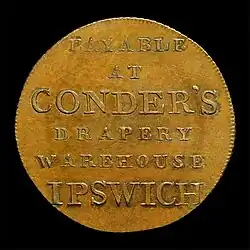 PAYABLE
AT
CONDER'S
DRAPERY
WAREHOUSE
IPSWICH